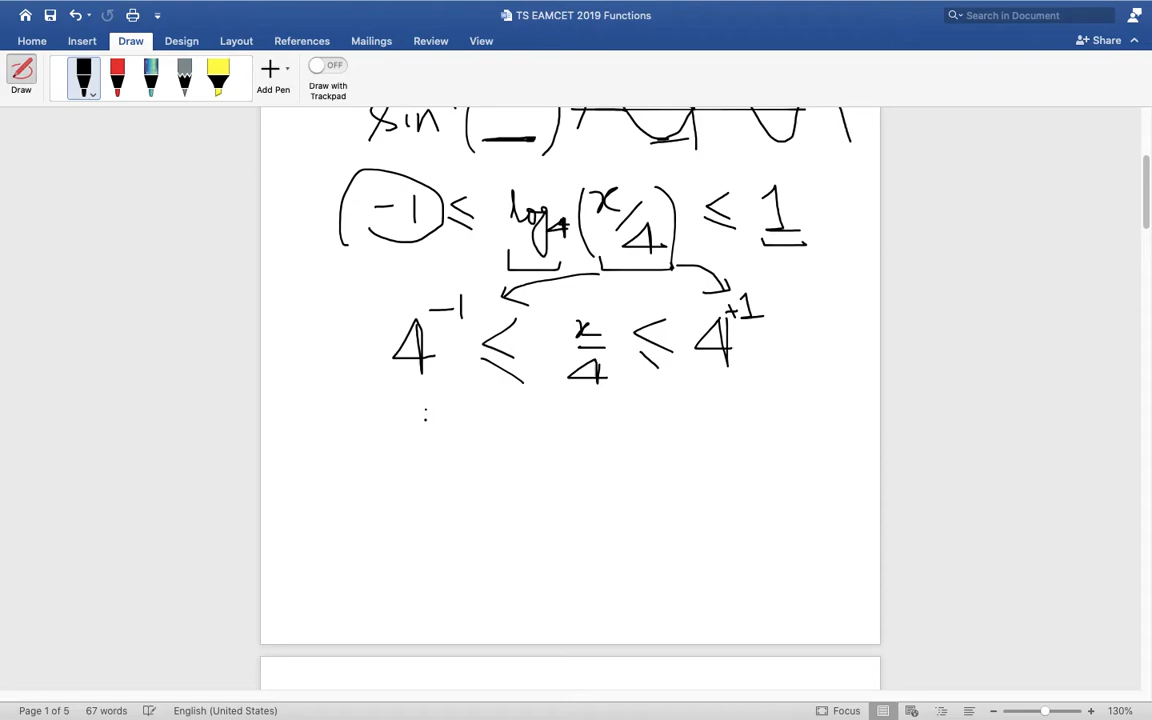 TS EAMCET 2019 Functions
Search in Document
Home Insert Draw Design Layout References Mailings Review View
Share
OFF
Draw
Add Pen
Draw with
Trackpad
sin⁻ ( __ )
-1 ≤ log₄ (x/4) ≤ 1
4⁻¹ ≤ x/4 ≤ 4⁺¹
:
Page 1 of 5 67 words English (United States) Focus 130%